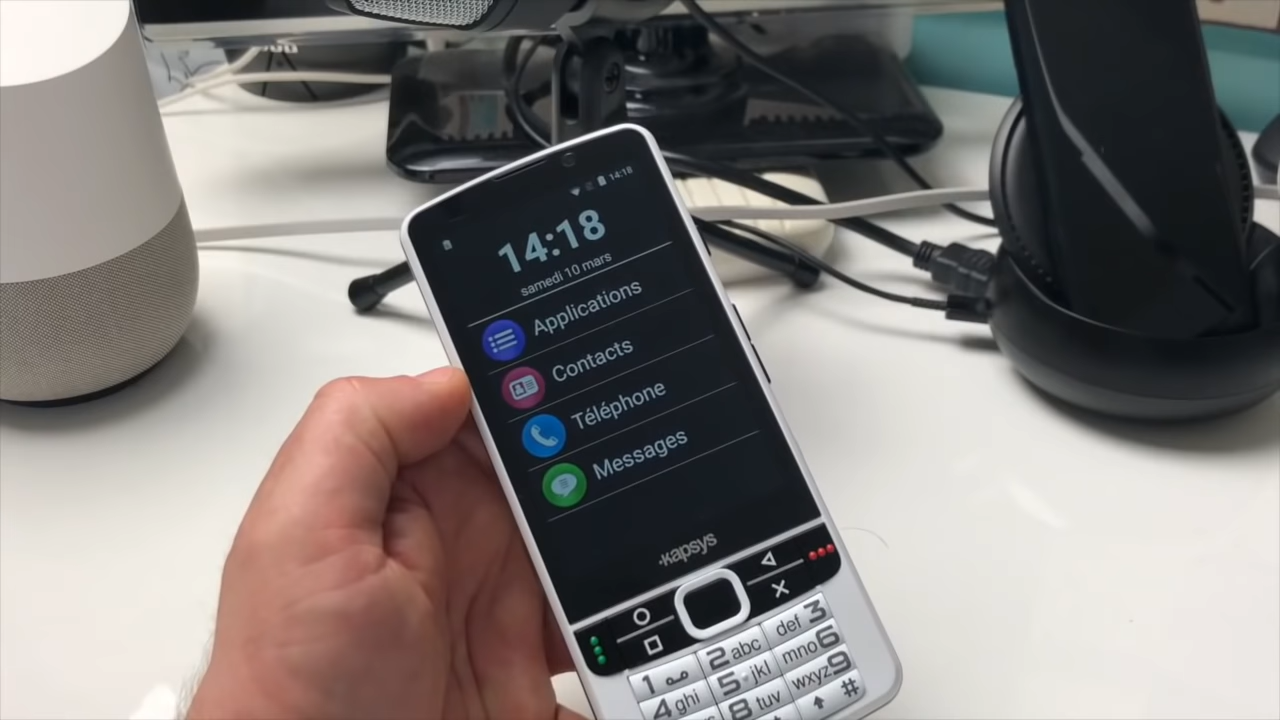 14:18
14:18
samedi 10 mars
Applications
Contacts
Téléphone
Messages
kapsys
1 2 abc def 3
4 ghi 5 jkl mno 6
8 tuv wxyz 9
#